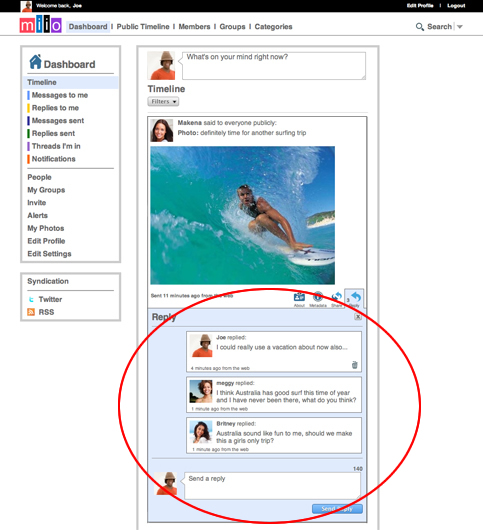 Welcome back, Joe
Edit Profile | Logout
miio
Dashboard | Public Timeline | Members | Groups | Categories
Search
Dashboard
Timeline
Messages to me
Replies to me
Messages sent
Replies sent
Threads I'm in
Notifications
People
My Groups
Invite
Alerts
My Photos
Edit Profile
Edit Settings
Syndication
Twitter
RSS
What's on your mind right now?
Timeline
Filters
Makena said to everyone publicly:
Photo: definitely time for another surfing trip
Sent 11 minutes ago from the web
About
Metadata
Share
3
Reply
Reply
x
Joe replied:
I could really use a vacation about now also...
4 minutes ago from the web
meggy replied:
I think Australia has good surf this time of year
and I have never been there, what do you think?
1 minute ago from the web
Britney replied:
Australia sound like fun to me, should we make
this a girls only trip?
1 minute ago from the web
140
Send a reply
Send Reply